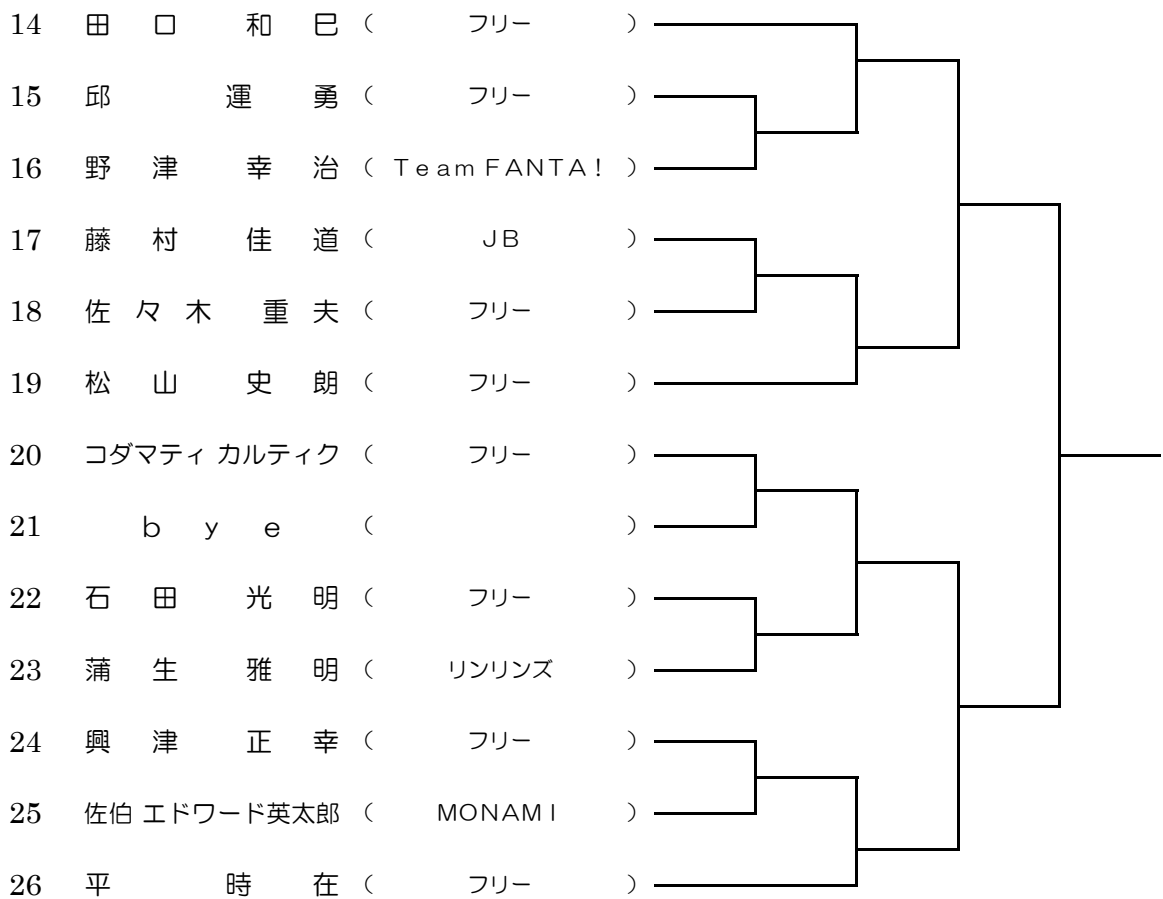 14 田口 和巳 ( フリー )
15 邱 運勇 ( フリー )
16 野津 幸治 ( Team FANTA! )
17 藤村 佳道 ( JB )
18 佐々木 重夫 ( フリー )
19 松山 史朗 ( フリー )
20 コダマティ カルティク ( フリー )
21 bye ( )
22 石田 光明 ( フリー )
23 蒲生 雅明 ( リンリンズ )
24 興津 正幸 ( フリー )
25 佐伯 エドワード英太郎 ( MONAMI )
26 平 時在 ( フリー )